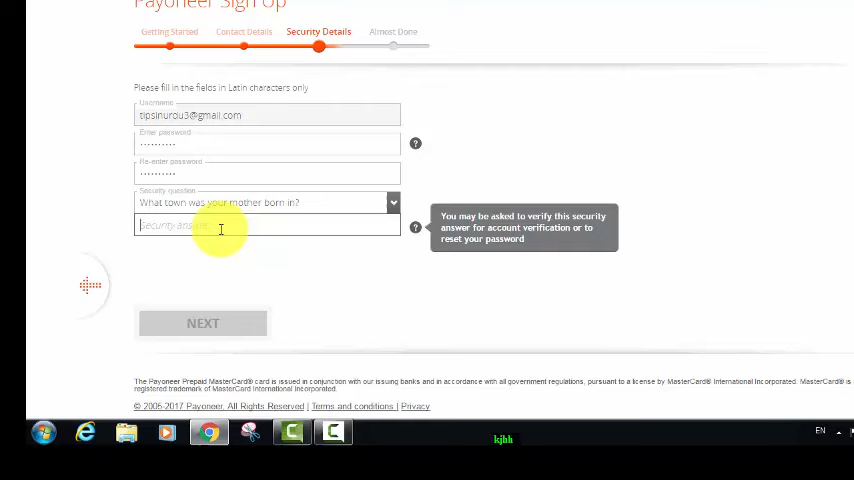 Payoneer Sign Up
Getting Started Contact Details Security Details Almost Done
Please fill in the fields in Latin characters only
Username
tipsinurdu3@gmail.com
Enter password
··········
?
Re-enter password
··········
Security question
What town was your mother born in?
Security answer
?
You may be asked to verify this security
answer for account verification or to
reset your password
NEXT
The Payoneer Prepaid MasterCard® card is issued in conjunction with our issuing banks and in accordance with all government regulations, pursuant to a license by MasterCard® International Incorporated. MasterCard® is
registered trademark of MasterCard International Incorporated.
© 2005-2017 Payoneer, All Rights Reserved | Terms and conditions | Privacy
kjhh
EN